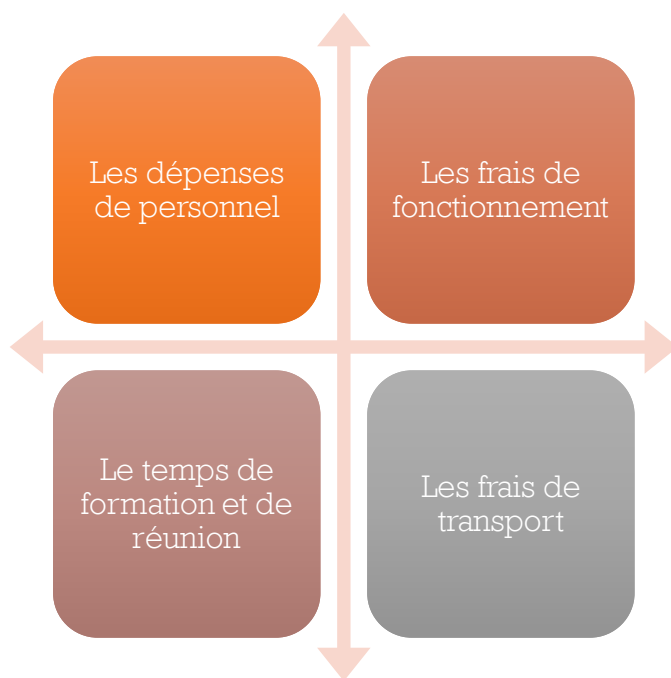 Les dépenses
de personnel
Les frais de
fonctionnement
Le temps de
formation et de
réunion
Les frais de
transport